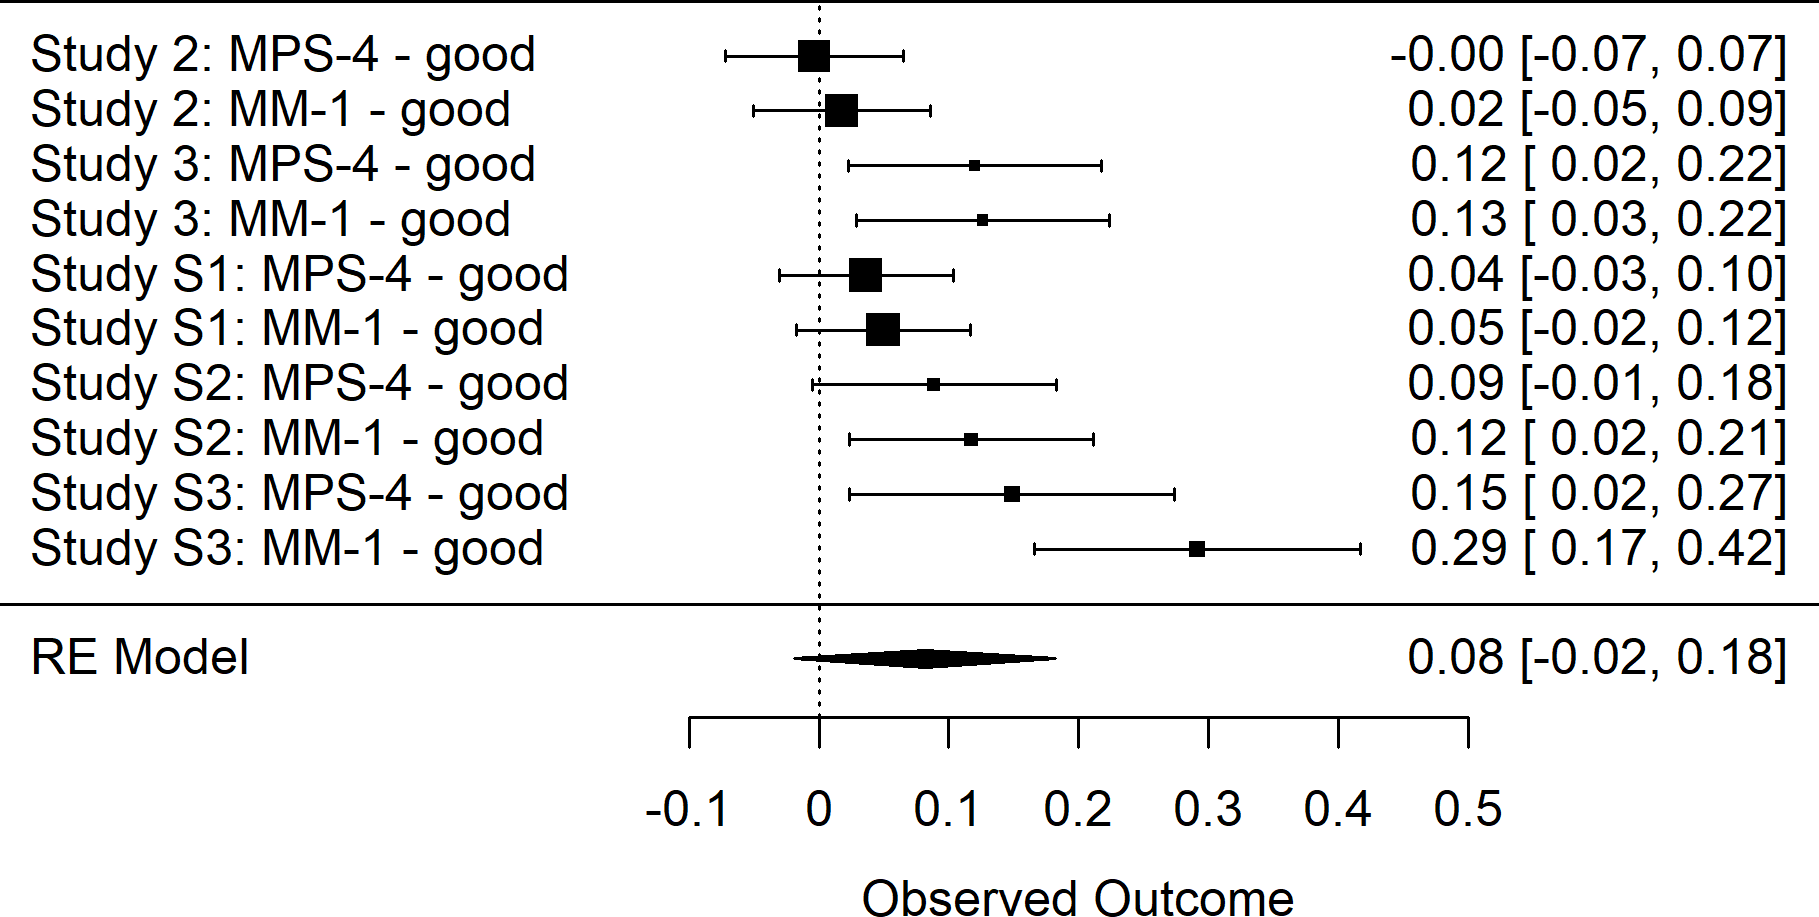 Study 2: MPS-4 - good -0.00 [-0.07, 0.07]
Study 2: MM-1 - good 0.02 [-0.05, 0.09]
Study 3: MPS-4 - good 0.12 [ 0.02, 0.22]
Study 3: MM-1 - good 0.13 [ 0.03, 0.22]
Study S1: MPS-4 - good 0.04 [-0.03, 0.10]
Study S1: MM-1 - good 0.05 [-0.02, 0.12]
Study S2: MPS-4 - good 0.09 [-0.01, 0.18]
Study S2: MM-1 - good 0.12 [ 0.02, 0.21]
Study S3: MPS-4 - good 0.15 [ 0.02, 0.27]
Study S3: MM-1 - good 0.29 [ 0.17, 0.42]
RE Model 0.08 [-0.02, 0.18]
-0.1 0 0.1 0.2 0.3 0.4 0.5
Observed Outcome